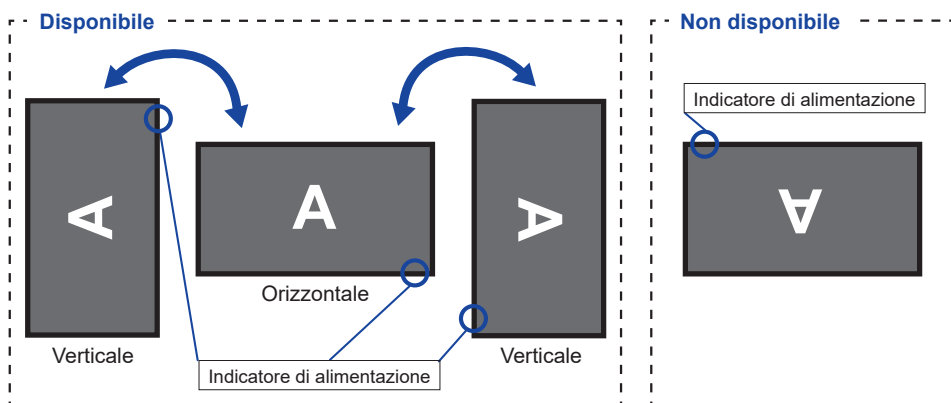 Disponibile
Non disponibile
Indicatore di alimentazione
A
A
A
A
Orizzontale
Verticale
Verticale
Indicatore di alimentazione